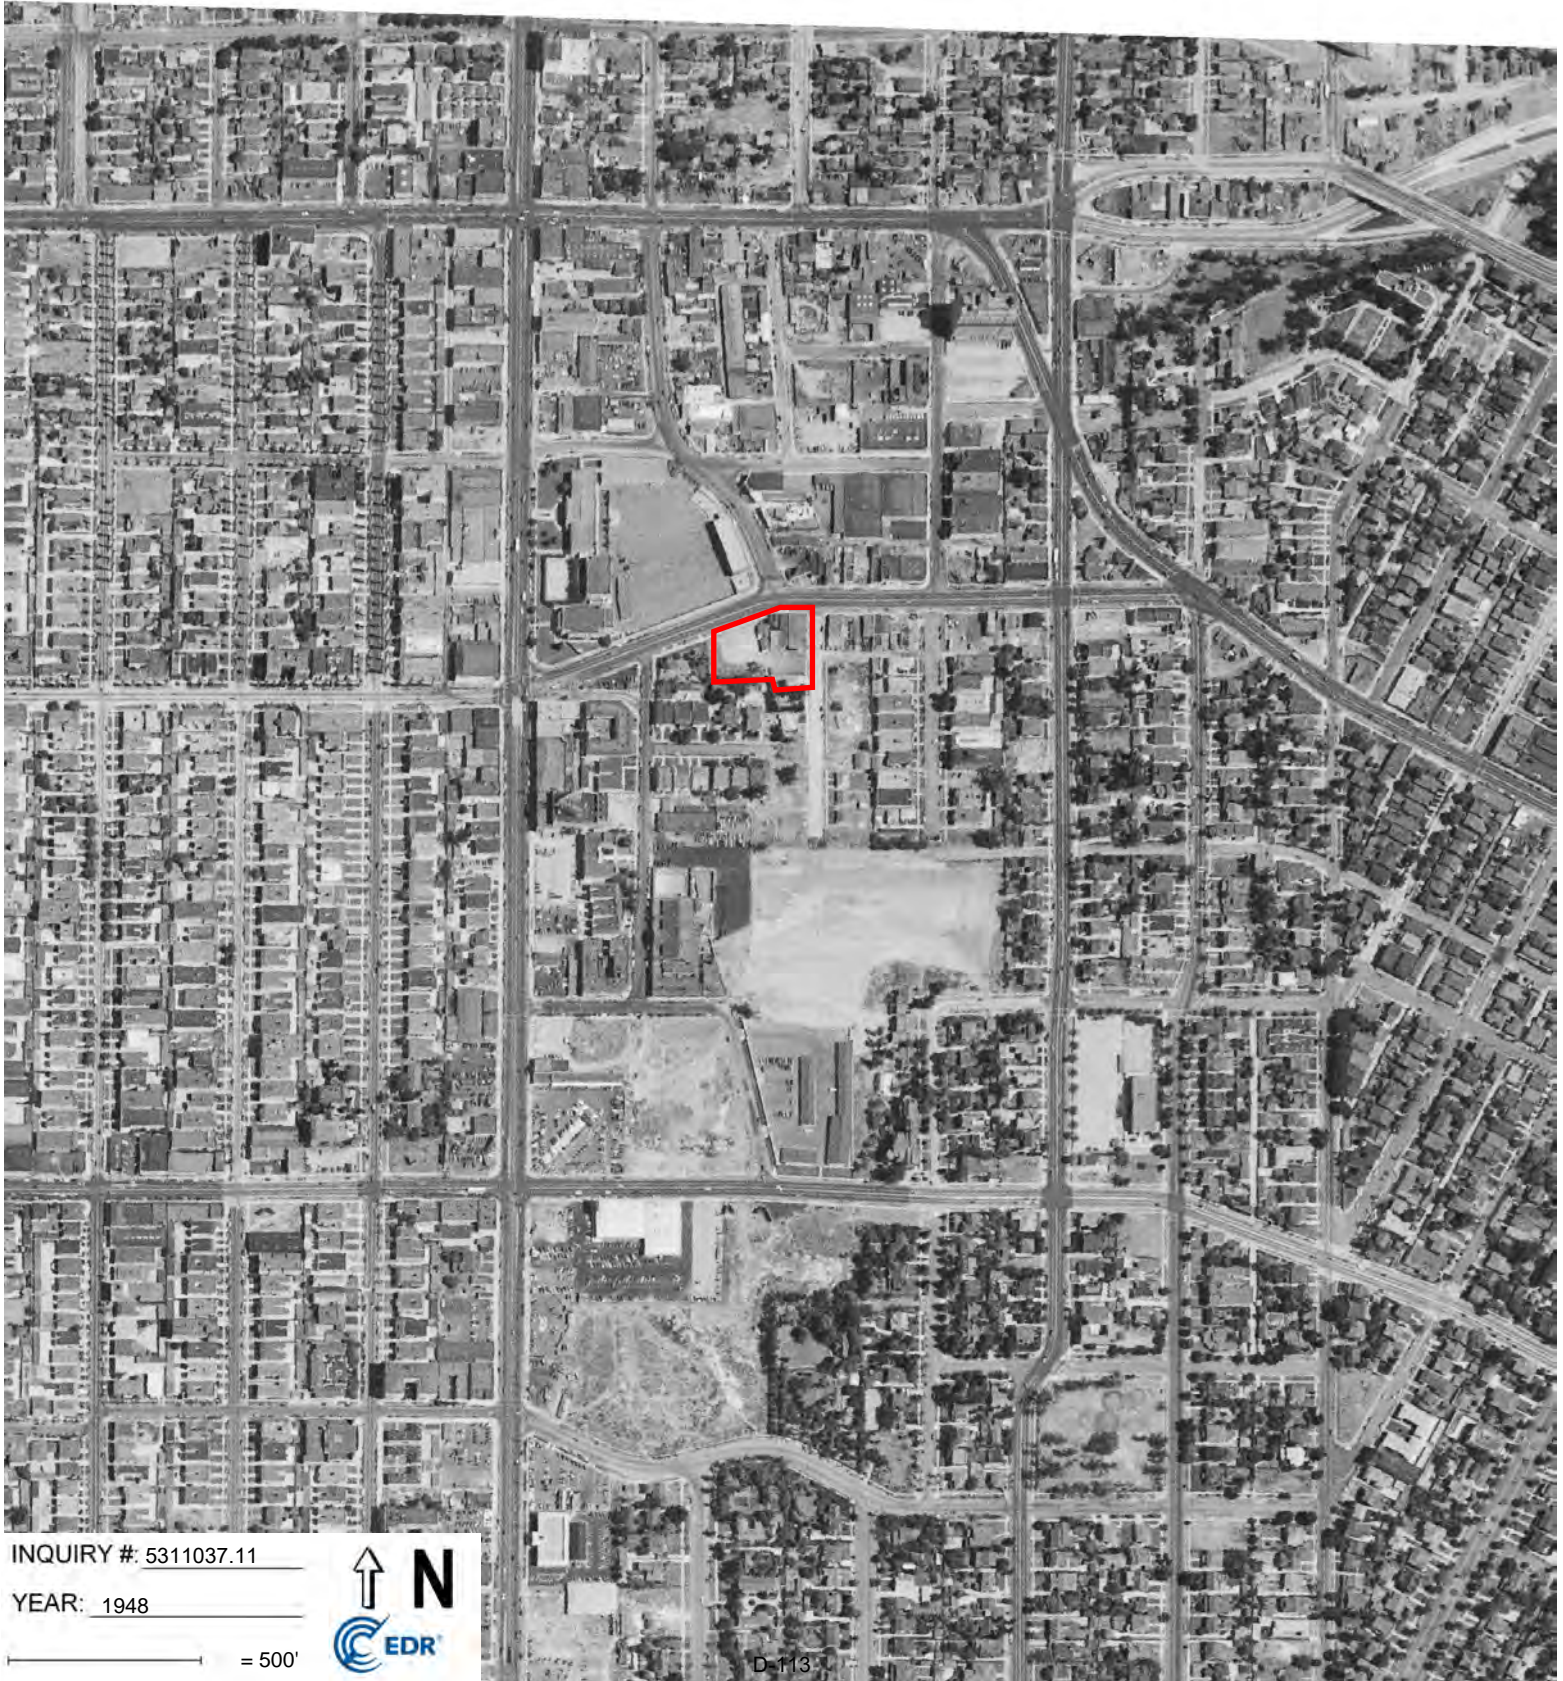 INQUIRY #: 5311037.11
YEAR: 1948
= 500'
N
EDR
D-113